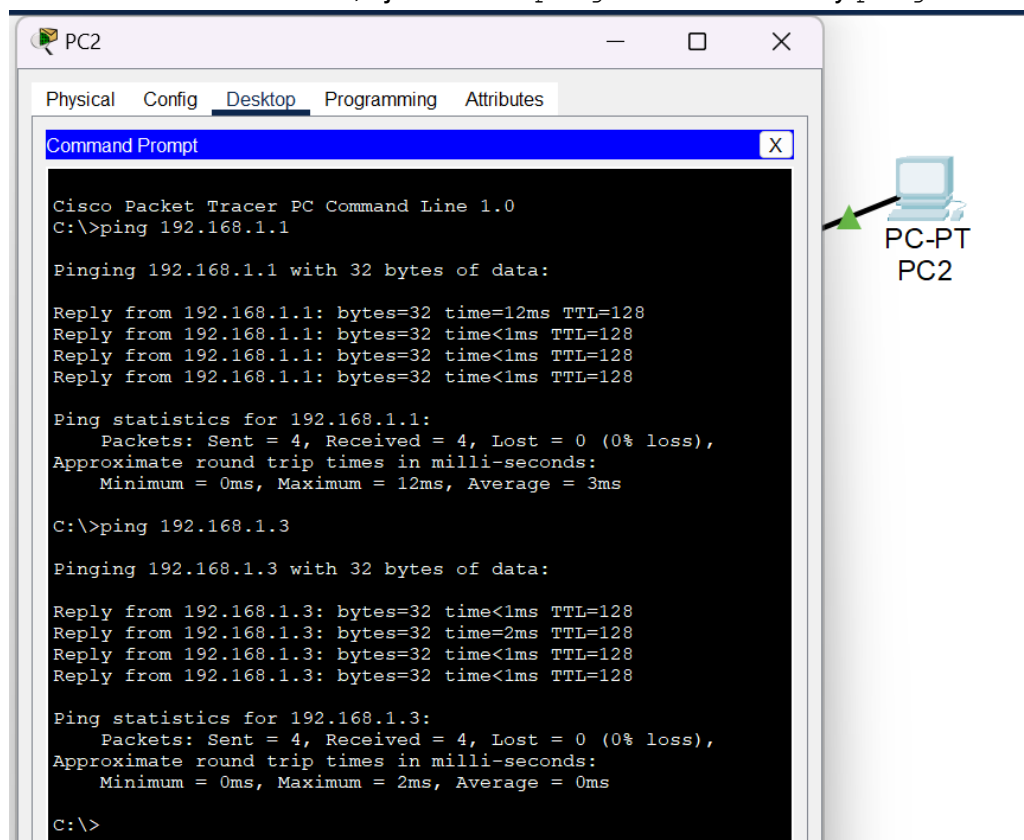 PC2
Physical Config Desktop Programming Attributes
Command Prompt
X
Cisco Packet Tracer PC Command Line 1.0
C:\>ping 192.168.1.1
Pinging 192.168.1.1 with 32 bytes of data:
Reply from 192.168.1.1: bytes=32 time=12ms TTL=128
Reply from 192.168.1.1: bytes=32 time<1ms TTL=128
Reply from 192.168.1.1: bytes=32 time<1ms TTL=128
Reply from 192.168.1.1: bytes=32 time<1ms TTL=128
Ping statistics for 192.168.1.1:
Packets: Sent = 4, Received = 4, Lost = 0 (0% loss),
Approximate round trip times in milli-seconds:
Minimum = 0ms, Maximum = 12ms, Average = 3ms
C:\>ping 192.168.1.3
Pinging 192.168.1.3 with 32 bytes of data:
Reply from 192.168.1.3: bytes=32 time<1ms TTL=128
Reply from 192.168.1.3: bytes=32 time=2ms TTL=128
Reply from 192.168.1.3: bytes=32 time<1ms TTL=128
Reply from 192.168.1.3: bytes=32 time<1ms TTL=128
Ping statistics for 192.168.1.3:
Packets: Sent = 4, Received = 4, Lost = 0 (0% loss),
Approximate round trip times in milli-seconds:
Minimum = 0ms, Maximum = 2ms, Average = 0ms
C:\>
PC-PT
PC2